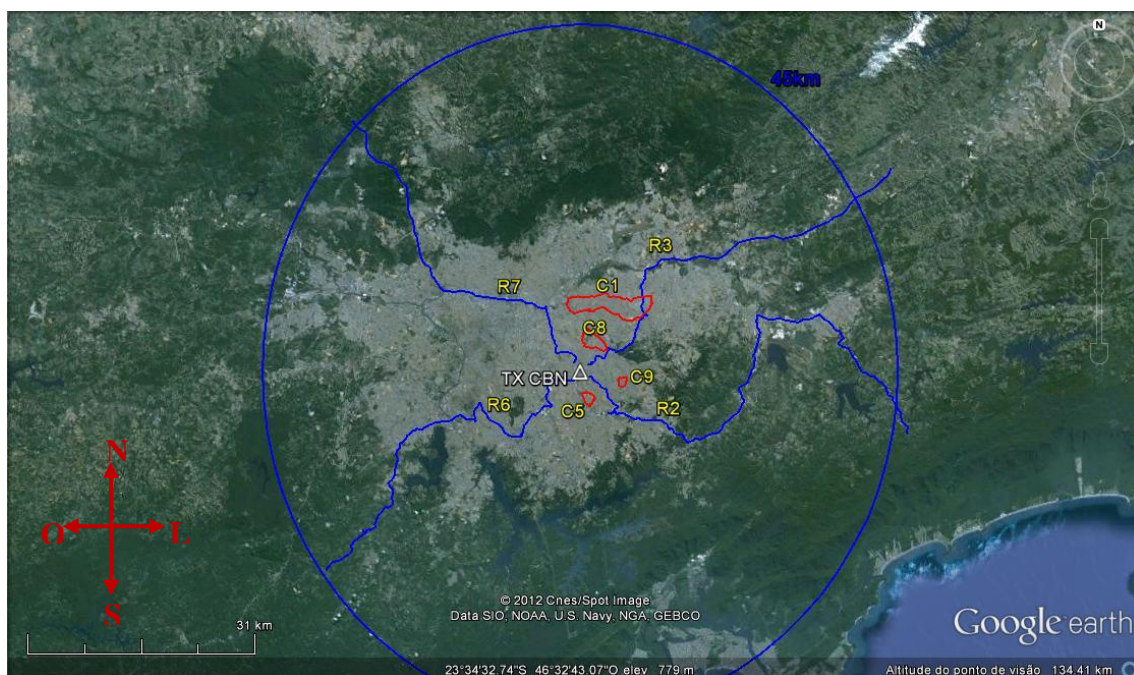 N
45km
R3
C1
R7
C8
TX CBN
C9
C5
R6
R2
N
O L
S
31 km
© 2012 Cnes/Spot Image
Data SIO, NOAA, U.S. Navy, NGA, GEBCO
Google earth
23°34'32.74"S 46°32'43.07"O elev 779 m
Altitude do ponto de visão 134.41 km